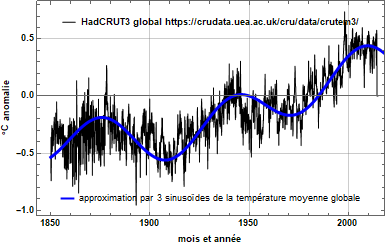 HadCRUT3 global https://crudata.uea.ac.uk/cru/data/crutem3/
0.5
0.0
-0.5
-1.0
°C anomalie
approximation par 3 sinusoïdes de la température moyenne globale
1850
1900
1950
2000
mois et année